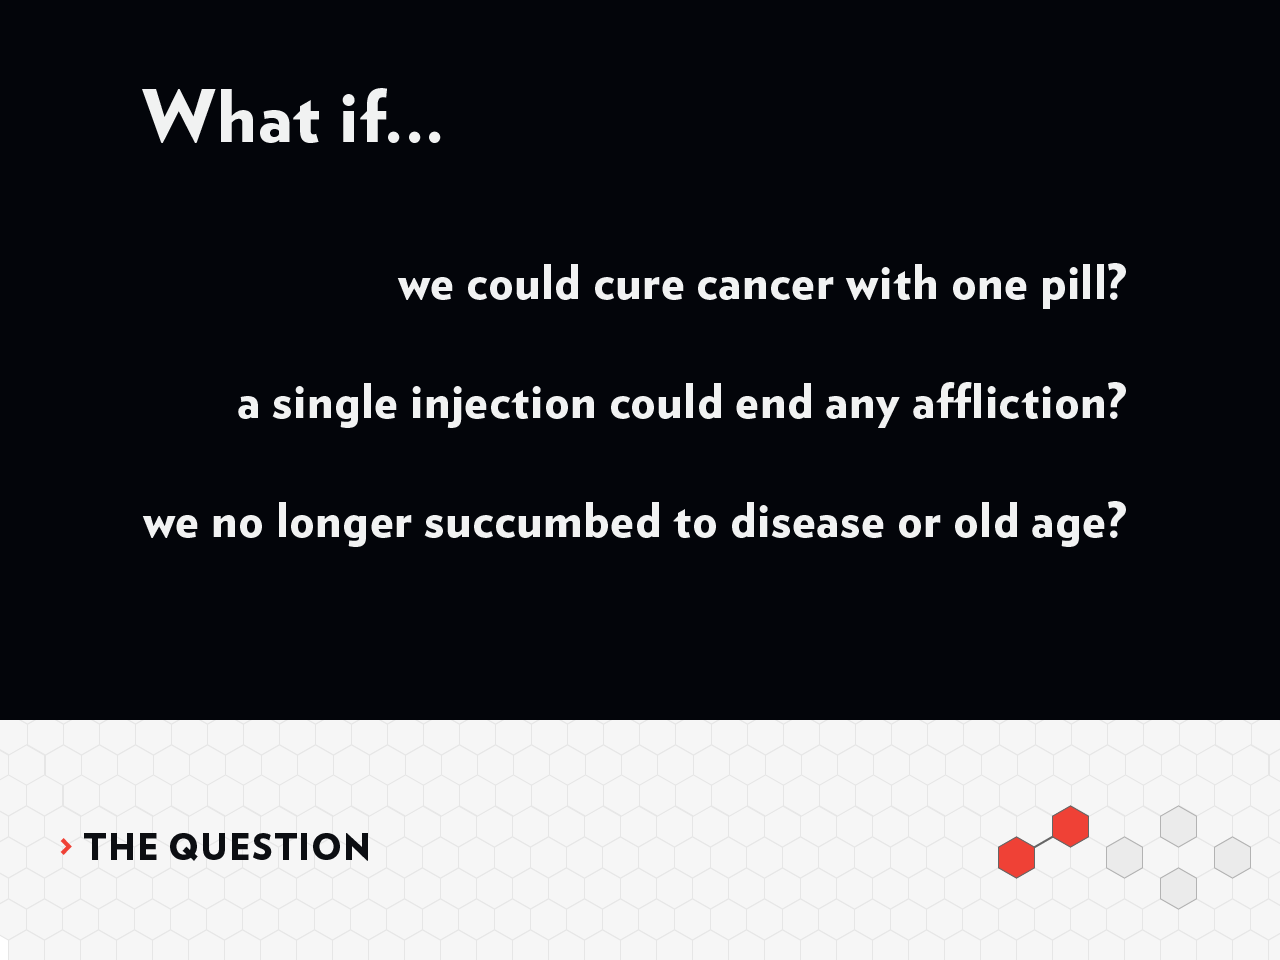 What if...
we could cure cancer with one pill?
a single injection could end any affliction?
we no longer succumbed to disease or old age?
> THE QUESTION